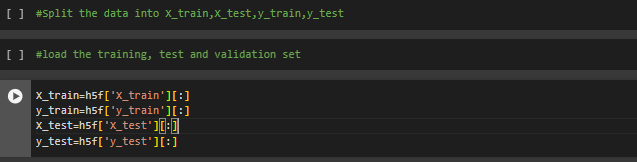 [ ] #Split the data into X_train,X_test,y_train,y_test
[ ] #load the training, test and validation set
X_train=h5f['X_train'][:]
y_train=h5f['y_train'][:]
X_test=h5f['X_test'][:]
y_test=h5f['y_test'][:]